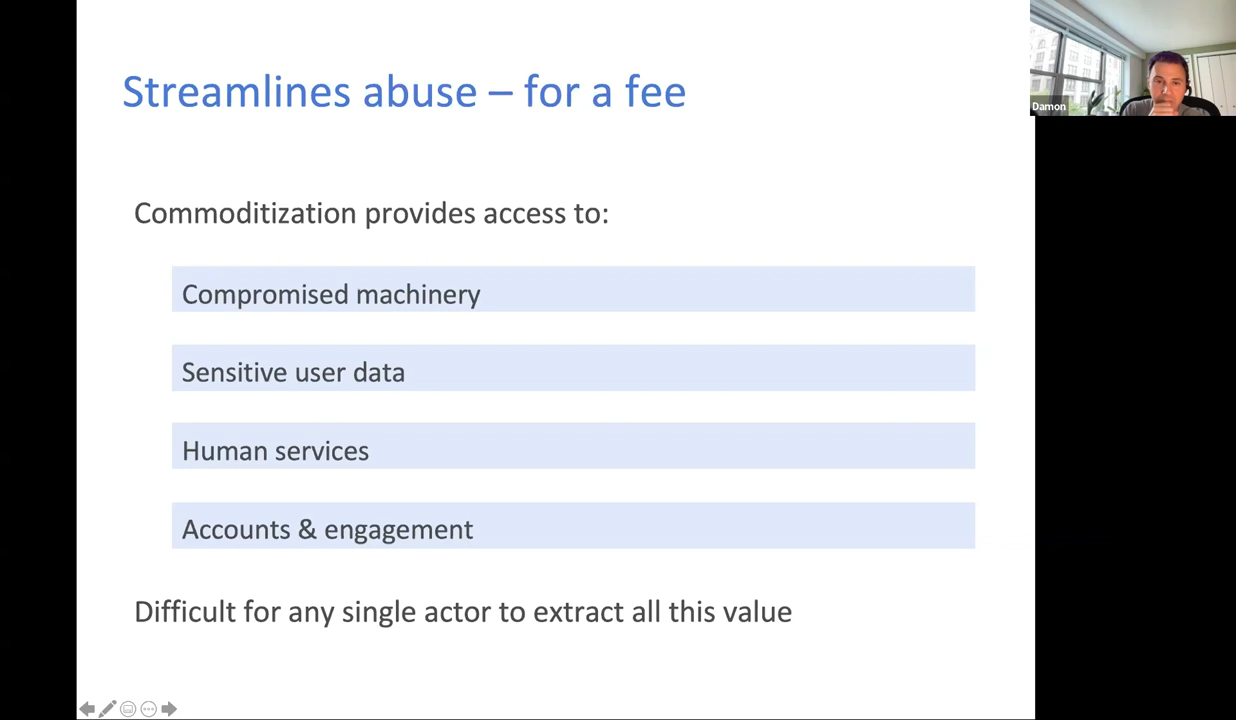 Streamlines abuse – for a fee
Damon
Commoditization provides access to:
Compromised machinery
Sensitive user data
Human services
Accounts & engagement
Difficult for any single actor to extract all this value